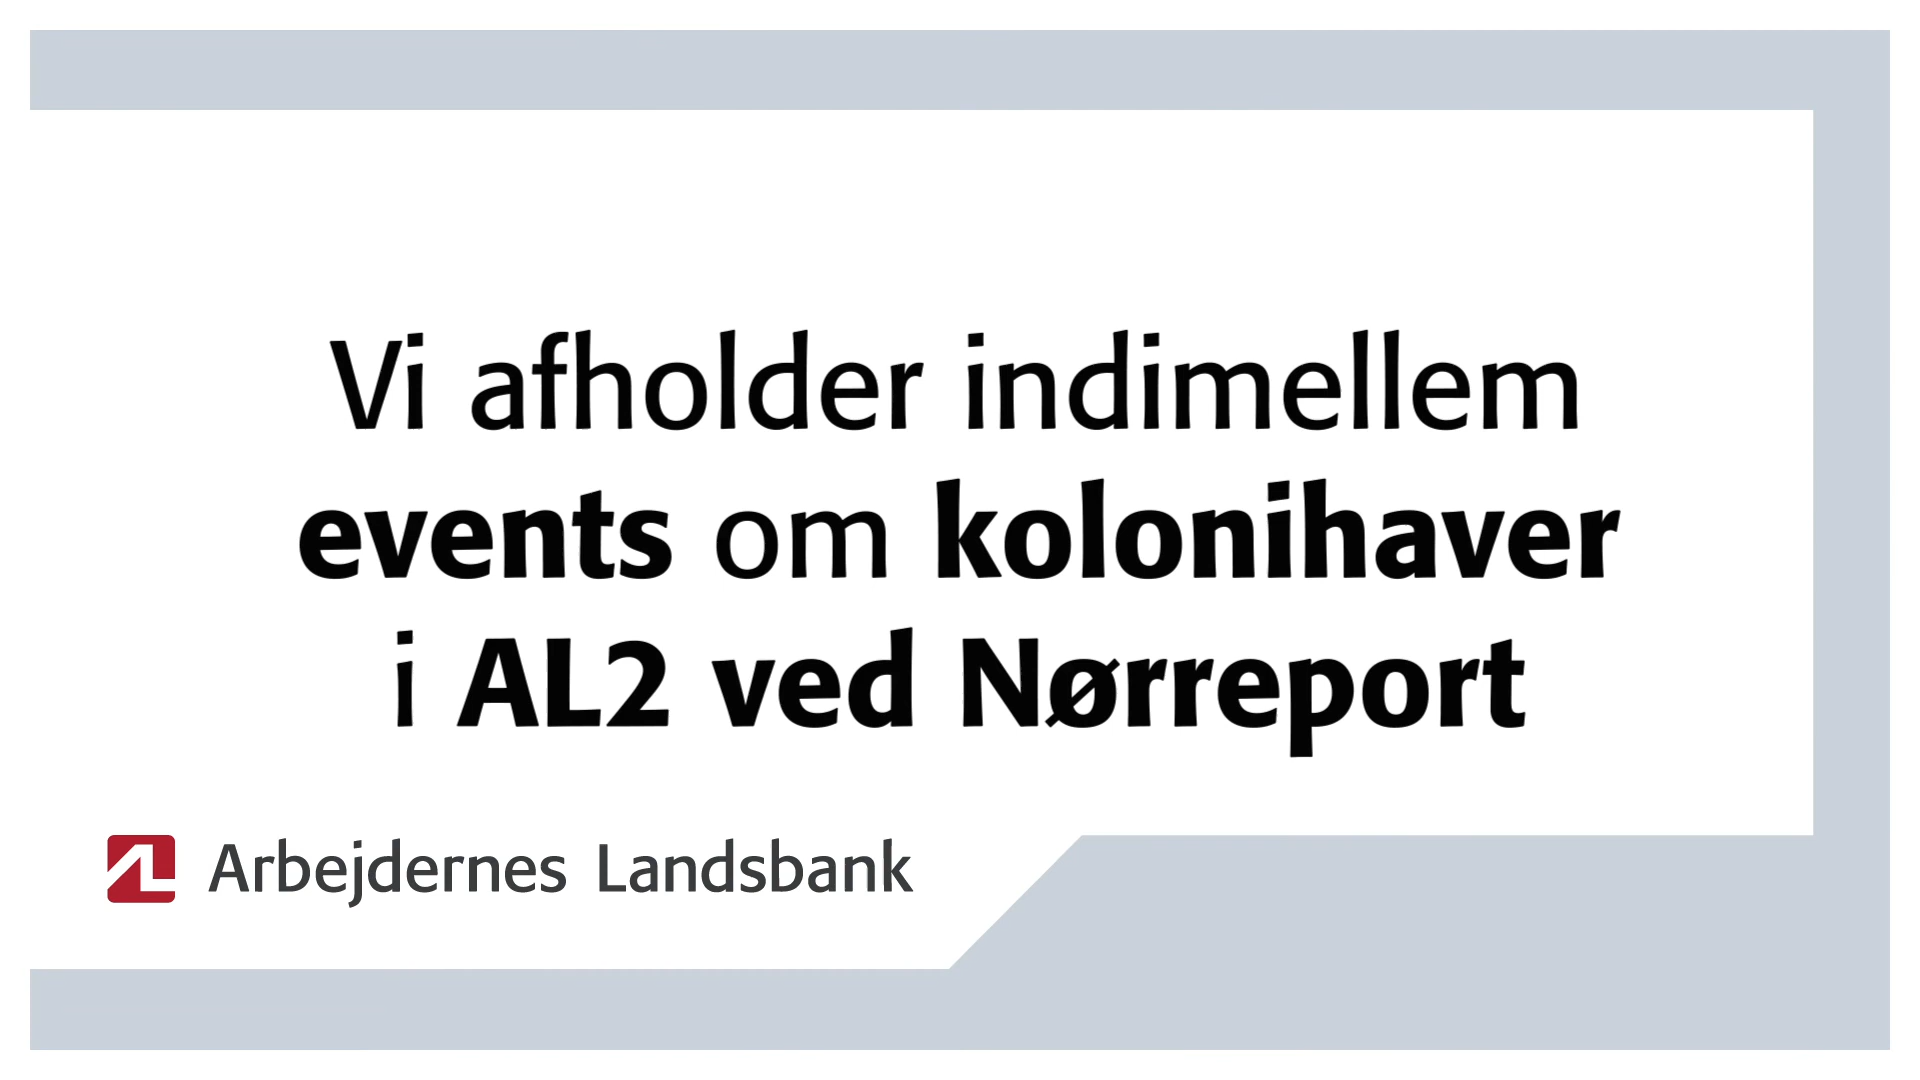 Vi afholder indimellem
events om kolonihaver
i AL2 ved Nørreport
Arbejdernes Landsbank